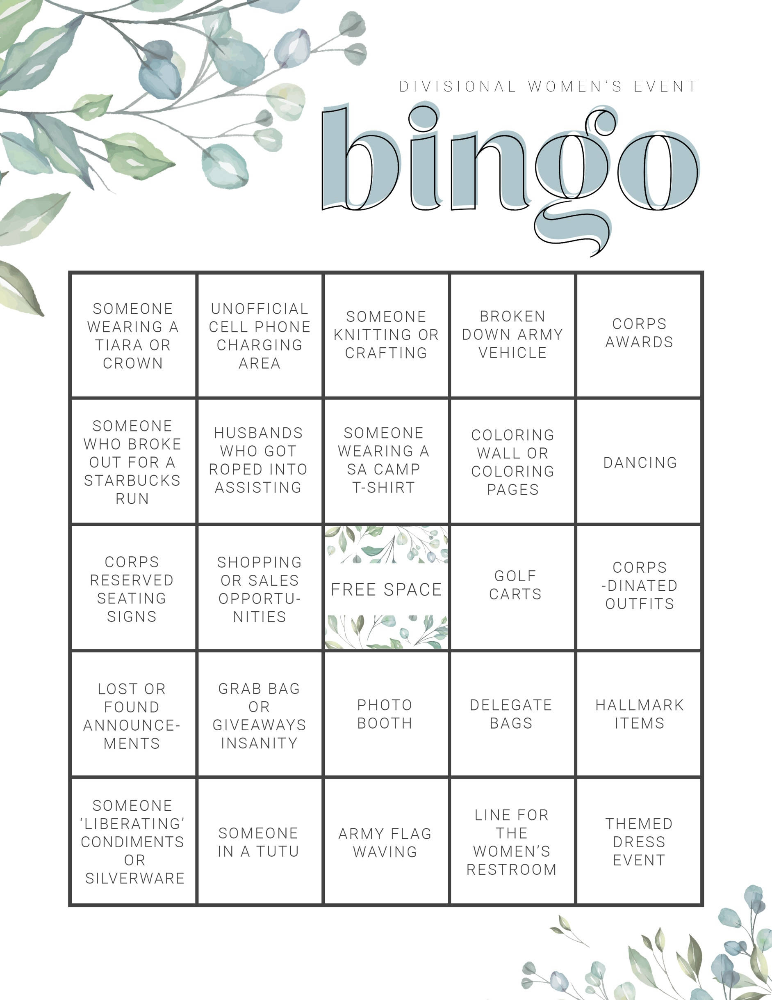 DIVISIONAL WOMEN’S EVENT
bingo
SOMEONE
WEARING A
TIARA OR
CROWN
UNOFFICIAL
CELL PHONE
CHARGING
AREA
SOMEONE
KNITTING OR
CRAFTING
BROKEN
DOWN ARMY
VEHICLE
CORPS
AWARDS
SOMEONE
WHO BROKE
OUT FOR A
STARBUCKS
RUN
HUSBANDS
WHO GOT
ROPED INTO
ASSISTING
SOMEONE
WEARING A
SA CAMP
T-SHIRT
COLORING
WALL OR
COLORING
PAGES
DANCING
CORPS
RESERVED
SEATING
SIGNS
SHOPPING
OR SALES
OPPORTU-
NITIES
FREE SPACE
GOLF
CARTS
CORPS
-DINATED
OUTFITS
LOST OR
FOUND
ANNOUNCE-
MENTS
GRAB BAG
OR
GIVEAWAYS
INSANITY
PHOTO
BOOTH
DELEGATE
BAGS
HALLMARK
ITEMS
SOMEONE
‘LIBERATING’
CONDIMENTS
OR
SILVERWARE
SOMEONE
IN A TUTU
ARMY FLAG
WAVING
LINE FOR
THE
WOMEN’S
RESTROOM
THEMED
DRESS
EVENT